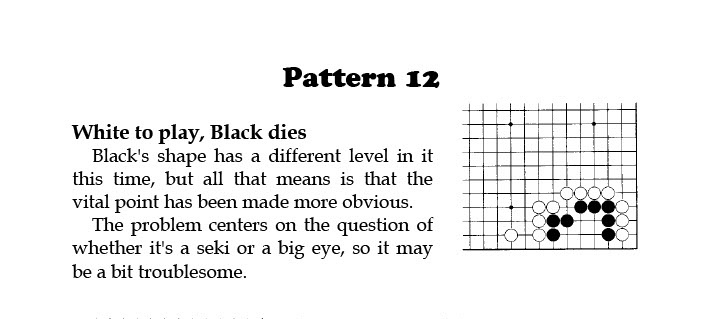 Pattern 12
White to play, Black dies
Black's shape has a different level in it
this time, but all that means is that the
vital point has been made more obvious.
The problem centers on the question of
whether it's a seki or a big eye, so it may
be a bit troublesome.